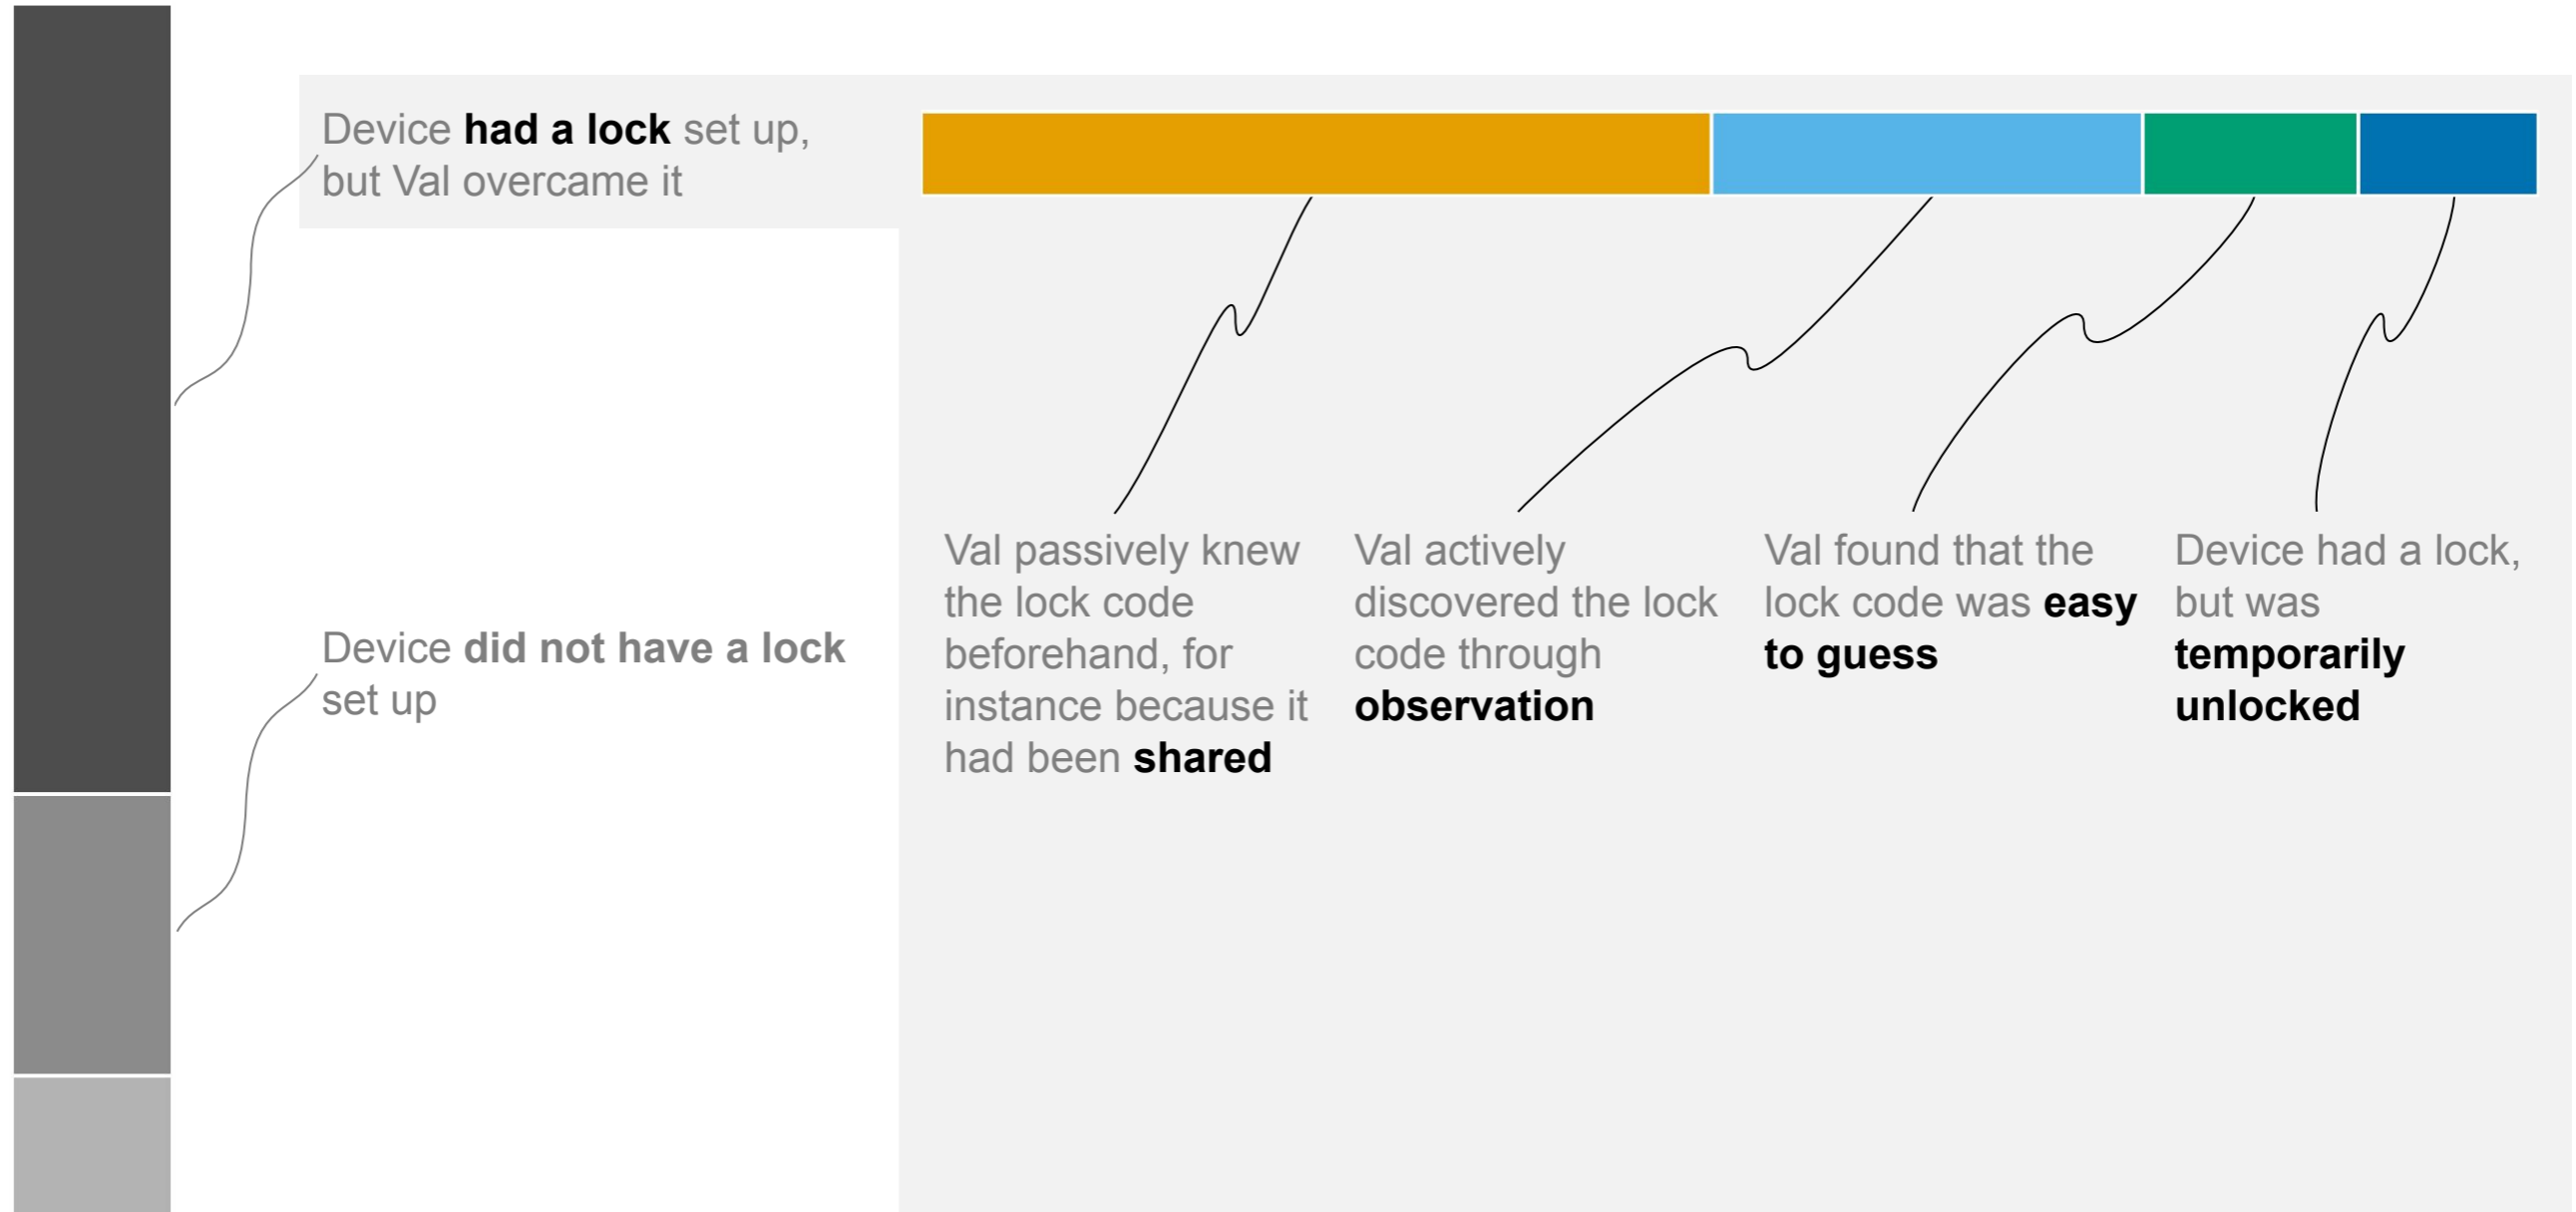 Device had a lock set up,
but Val overcame it
Device did not have a lock
set up
Val passively knew
the lock code
beforehand, for
instance because it
had been shared
Val actively
discovered the lock
code through
observation
Val found that the
lock code was easy
to guess
Device had a lock,
but was
temporarily
unlocked